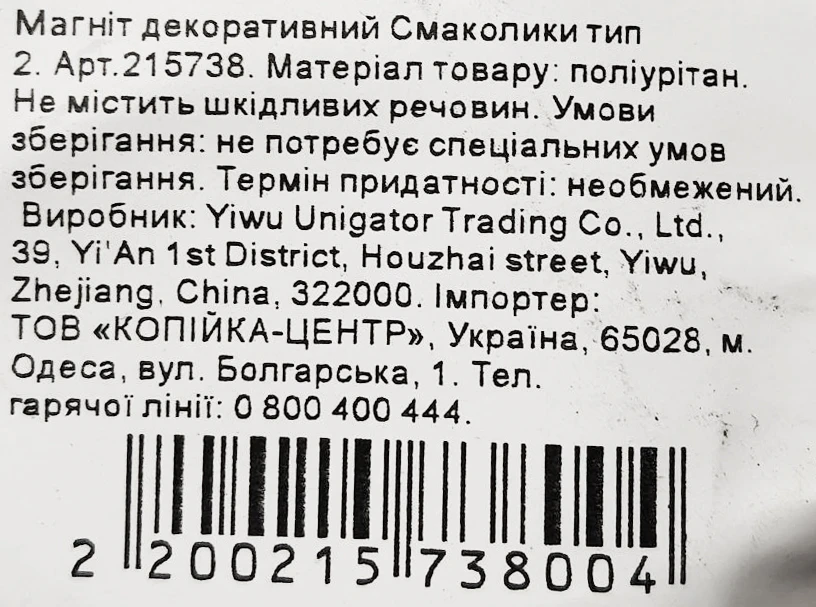 Магніт декоративний Смаколики тип
2. Арт.215738. Матеріал товару: поліурітан.
Не містить шкідливих речовин. Умови
зберігання: не потребує спеціальних умов
зберігання. Термін придатності: необмежений.
Виробник: Yiwu Unigator Trading Co., Ltd.,
39, Yi'An 1st District, Houzhai street, Yiwu,
Zhejiang, China, 322000. Імпортер:
ТОВ «КОПІЙКА-ЦЕНТР», Україна, 65028, м.
Одеса, вул. Болгарська, 1. Тел.
гарячої лінії: 0 800 400 444.
2 200215 738004